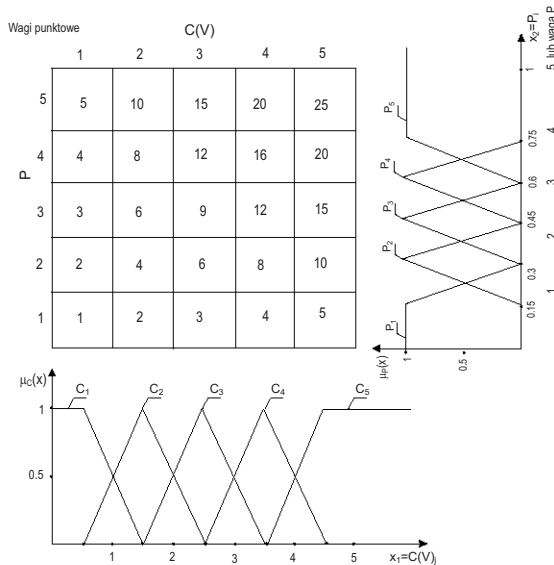 Wagi punktowe
C(V)
1 2 3 4 5
5 5 10 15 20 25
4 4 8 12 16 20
3 3 6 9 12 15
2 2 4 6 8 10
1 1 2 3 4 5
P
x₂=Pᵢ
5 lub waga P
1
0.75 4
0.6 3
0.45
2
0.3
1
0.15
P₅
P₄
P₃
P₂
P₁
μₚ(x)
1
0.5
μC(x)
C₁ C₂ C₃ C₄ C₅
1
0.5
1 2 3 4 5
x₁=C(V)ⱼ